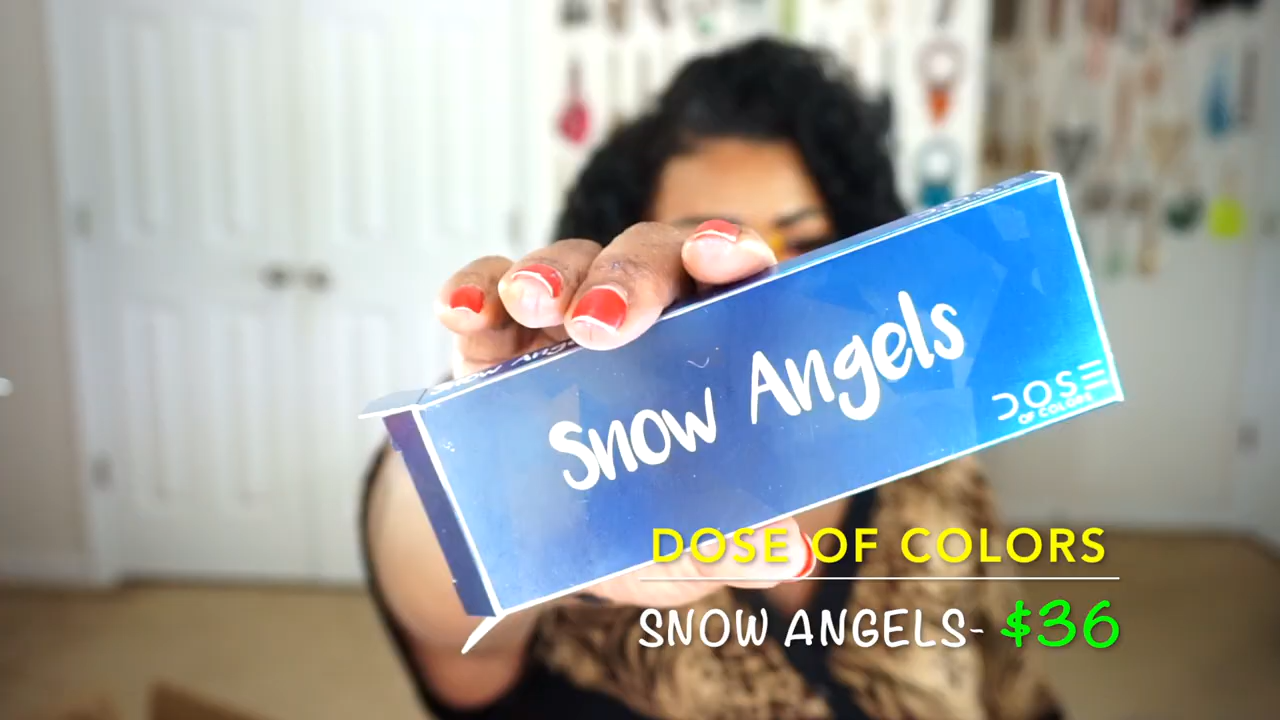 Snow Angels
DOSE
OF COLORS
DOSE OF COLORS
SNOW ANGELS- $36